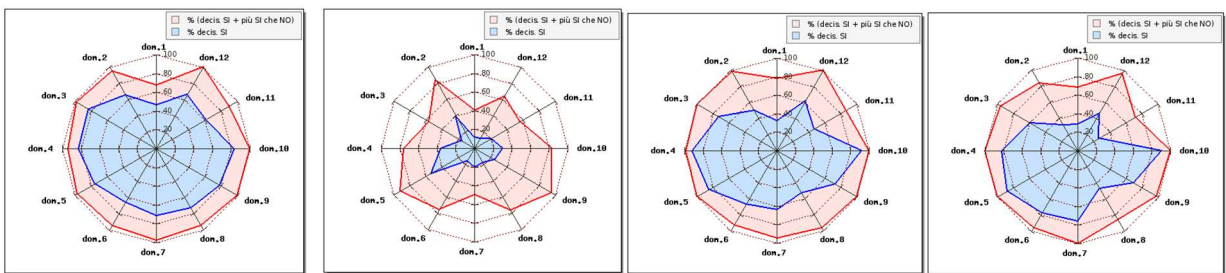 % (decis. SI + più SI che NO)
% decis. SI
dom.1
dom.2
dom.12
dom.3
dom.11
dom.4
dom.10
dom.5
dom.9
dom.6
dom.8
dom.7
100
80
60
40
20
% (decis. SI + più SI che NO)
% decis. SI
dom.1
dom.2
dom.12
dom.3
dom.11
dom.4
dom.10
dom.5
dom.9
dom.6
dom.8
dom.7
100
80
60
40
20
% (decis. SI + più SI che NO)
% decis. SI
dom.1
dom.2
dom.12
dom.3
dom.11
dom.4
dom.10
dom.5
dom.9
dom.6
dom.8
dom.7
100
80
60
40
20
% (decis. SI + più SI che NO)
% decis. SI
dom.1
dom.2
dom.12
dom.3
dom.11
dom.4
dom.10
dom.5
dom.9
dom.6
dom.8
dom.7
100
80
60
40
20